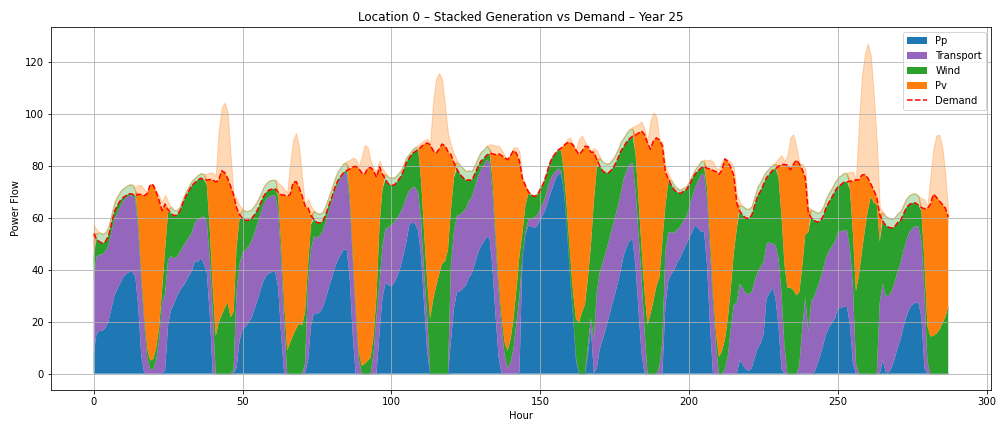 Location 0 – Stacked Generation vs Demand – Year 25
Pp
Transport
Wind
Pv
Demand
Power Flow
120
100
80
60
40
20
0
0 50 100 150 200 250 300
Hour